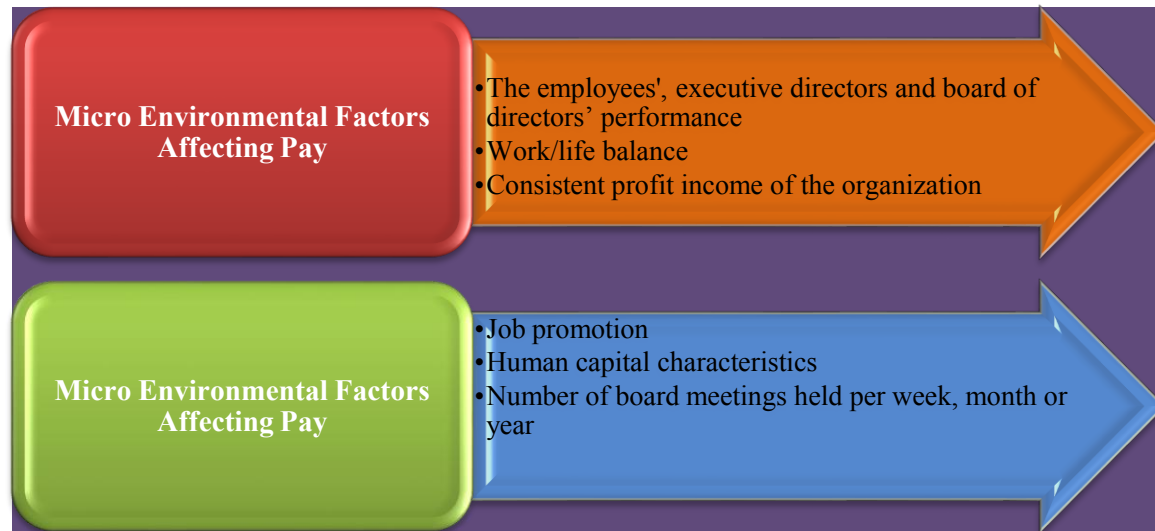 Micro Environmental Factors
Affecting Pay
•The employees', executive directors and board of
directors’ performance
•Work/life balance
•Consistent profit income of the organization
Micro Environmental Factors
Affecting Pay
•Job promotion
•Human capital characteristics
•Number of board meetings held per week, month or
year